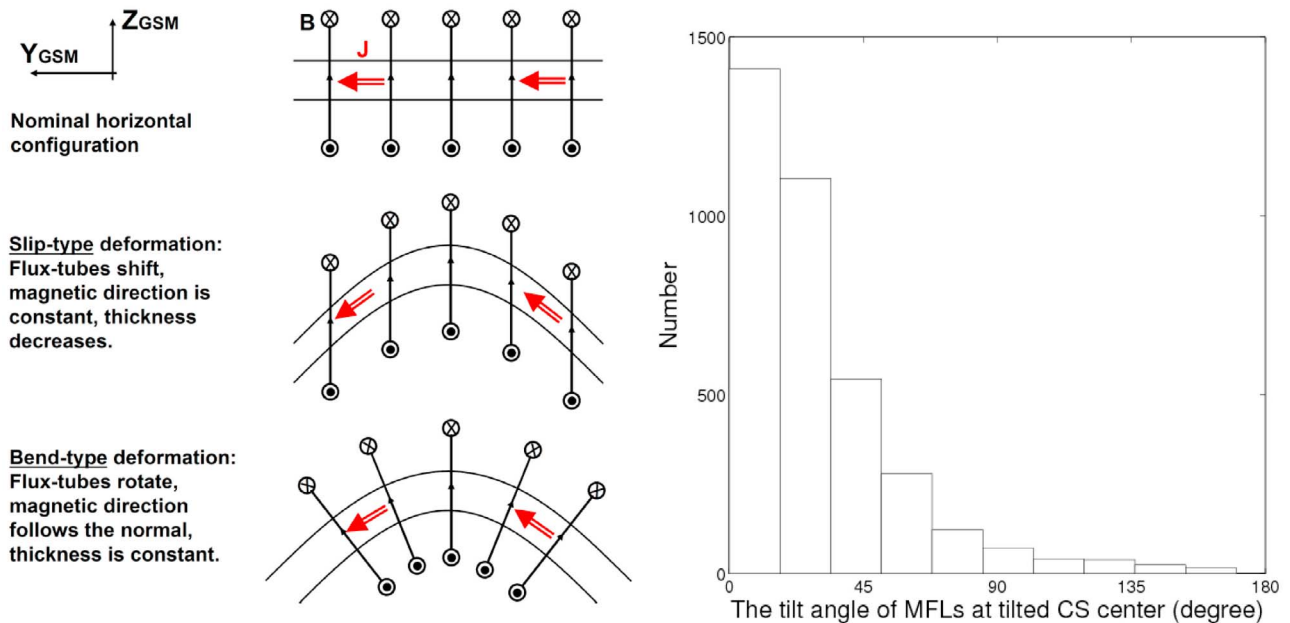 ZGSM
YGSM
B
J
Nominal horizontal
configuration
Slip-type deformation:
Flux-tubes shift,
magnetic direction is
constant, thickness
decreases.
Bend-type deformation:
Flux-tubes rotate,
magnetic direction
follows the normal,
thickness is constant.
1500
1000
500
0
Number
0 45 90 135 180
The tilt angle of MFLs at tilted CS center (degree)